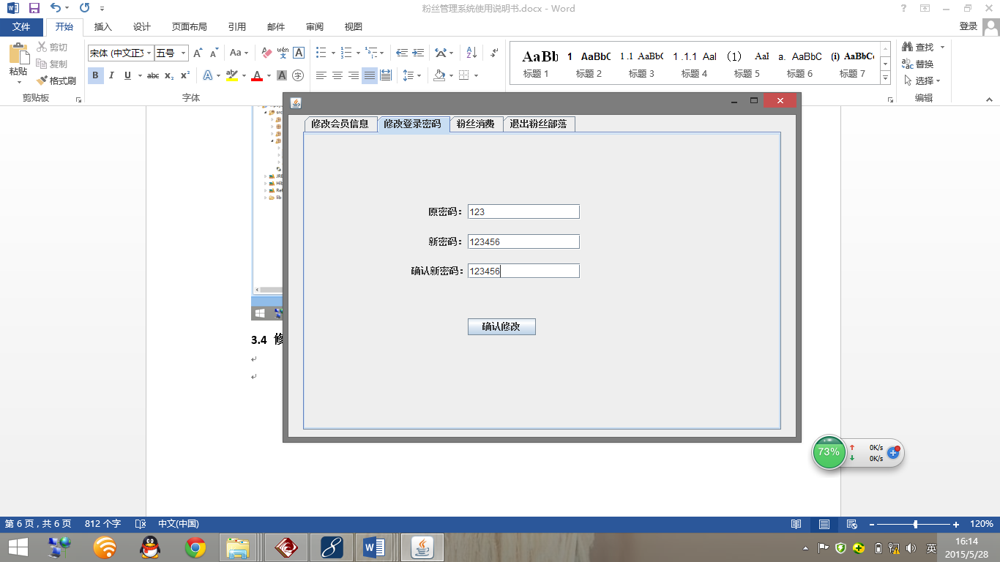 粉丝管理系统使用说明书.docx - Word
文件 开始 插入 设计 页面布局 引用 邮件 审阅 视图 登录
粘贴 剪切
复制
格式刷
剪贴板
宋体 (中文正 五号
字体
AaBb 1 AaBbC 1.1 AaBbC 1.1.1 AaI (1) AaI a. AaBbC (i) AaBbC
标题 1 标题 2 标题 3 标题 4 标题 5 标题 6 标题 7
查找
替换
选择
编辑
src
lib
修改会员信息 修改登录密码 粉丝消费 退出粉丝部落
原密码： 123
新密码： 123456
确认新密码： 123456
确认修改
3.4 修
73% 0K/s
0K/s
第 6 页，共 6 页 812 个字 中文(中国) 120%
英 16:14
2015/5/28